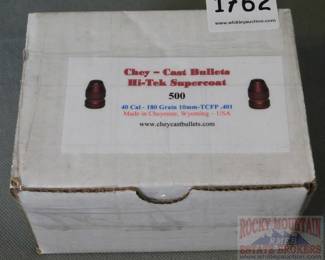 1762
www.whitleyauction.com
Chey – Cast Bullets
Hi-Tek Supercoat
500
40 Cal - 180 Grain 10mm-TCFP .401
Made in Cheyenne, Wyoming – USA
www.cheycastbullets.com
ROCKY MOUNTAIN
ESTATE BROKERS